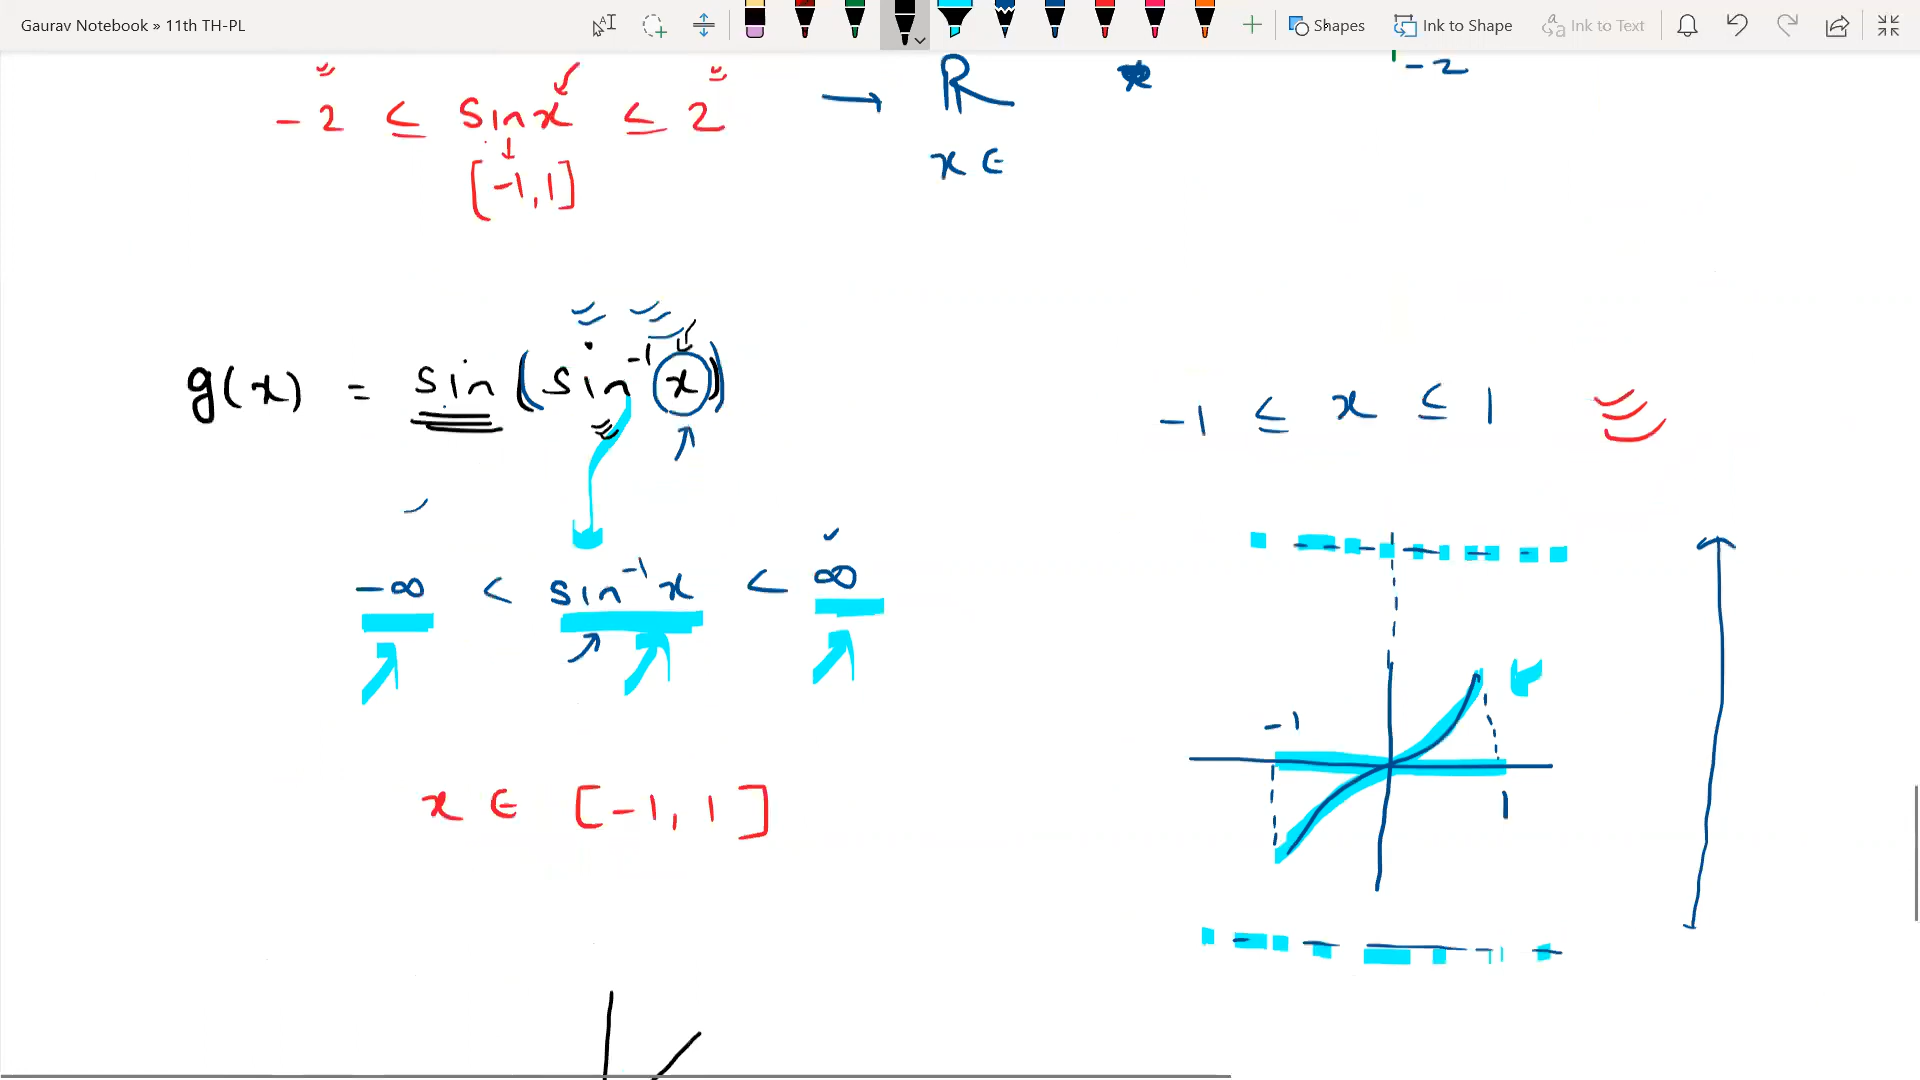 Gaurav Notebook » 11th TH-PL
Shapes
Ink to Shape
Ink to Text
-2 ≤ sinx ≤ 2 → R
-2
[-1,1]
x ∈
g(x) = sin(sin⁻¹x)
-1 ≤ x ≤ 1
-∞ < sin⁻¹x < ∞
-1
1
x ∈ [-1, 1]